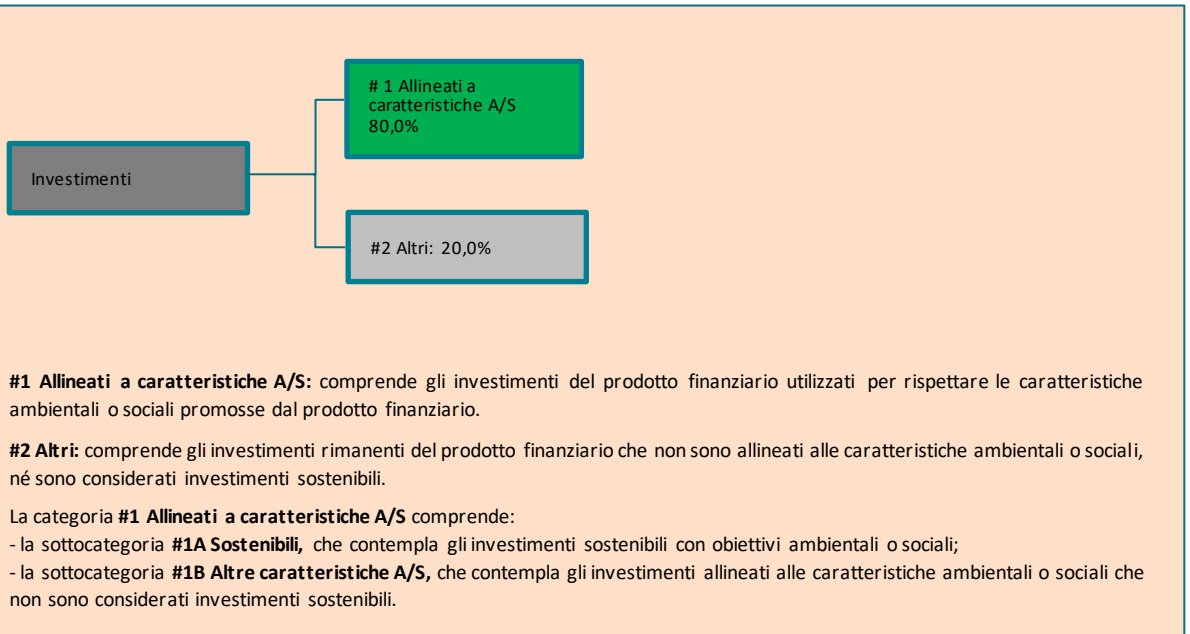 # 1 Allineati a
caratteristiche A/S
80,0%
Investimenti
#2 Altri: 20,0%
#1 Allineati a caratteristiche A/S: comprende gli investimenti del prodotto finanziario utilizzati per rispettare le caratteristiche
ambientali o sociali promosse dal prodotto finanziario.
#2 Altri: comprende gli investimenti rimanenti del prodotto finanziario che non sono allineati alle caratteristiche ambientali o sociali,
né sono considerati investimenti sostenibili.
La categoria #1 Allineati a caratteristiche A/S comprende:
- la sottocategoria #1A Sostenibili, che contempla gli investimenti sostenibili con obiettivi ambientali o sociali;
- la sottocategoria #1B Altre caratteristiche A/S, che contempla gli investimenti allineati alle caratteristiche ambientali o sociali che
non sono considerati investimenti sostenibili.